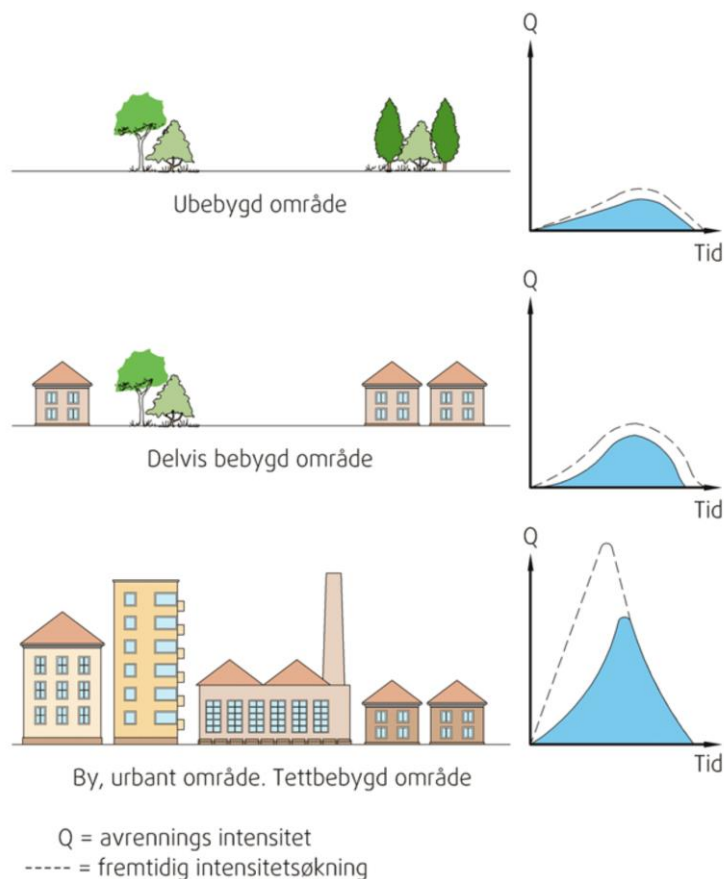 Q
Ubebygd område
Tid
Q
Delvis bebygd område
Tid
Q
By, urbant område. Tettbebygd område
Tid
Q = avrennings intensitet
----- = fremtidig intensitetsøkning